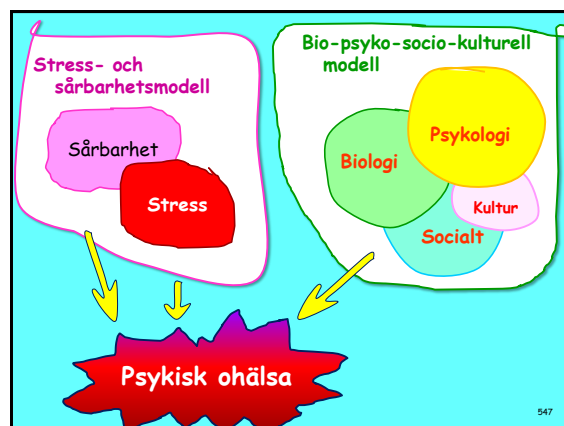 Stress- och
sårbarhetsmodell
Sårbarhet
Stress
Bio-psyko-socio-kulturell
modell
Psykologi
Biologi
Kultur
Socialt
Psykisk ohälsa
547